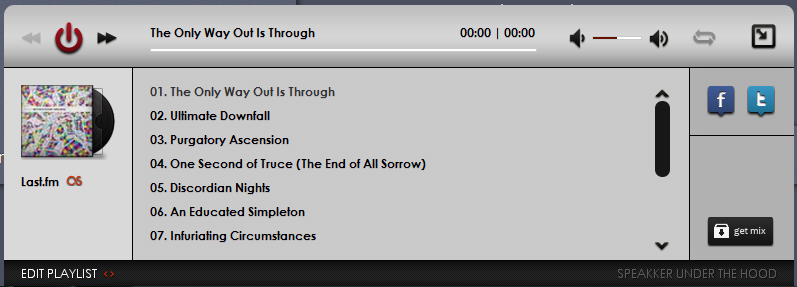 The Only Way Out Is Through 00:00 | 00:00
01. The Only Way Out Is Through
02. Ultimate Downfall
03. Purgatory Ascension
04. One Second of Truce (The End of All Sorrow)
05. Discordian Nights
06. An Educated Simpleton
07. Infuriating Circumstances
Last.fm OS
f t
get mix
EDIT PLAYLIST <> SPEAKKER UNDER THE HOOD